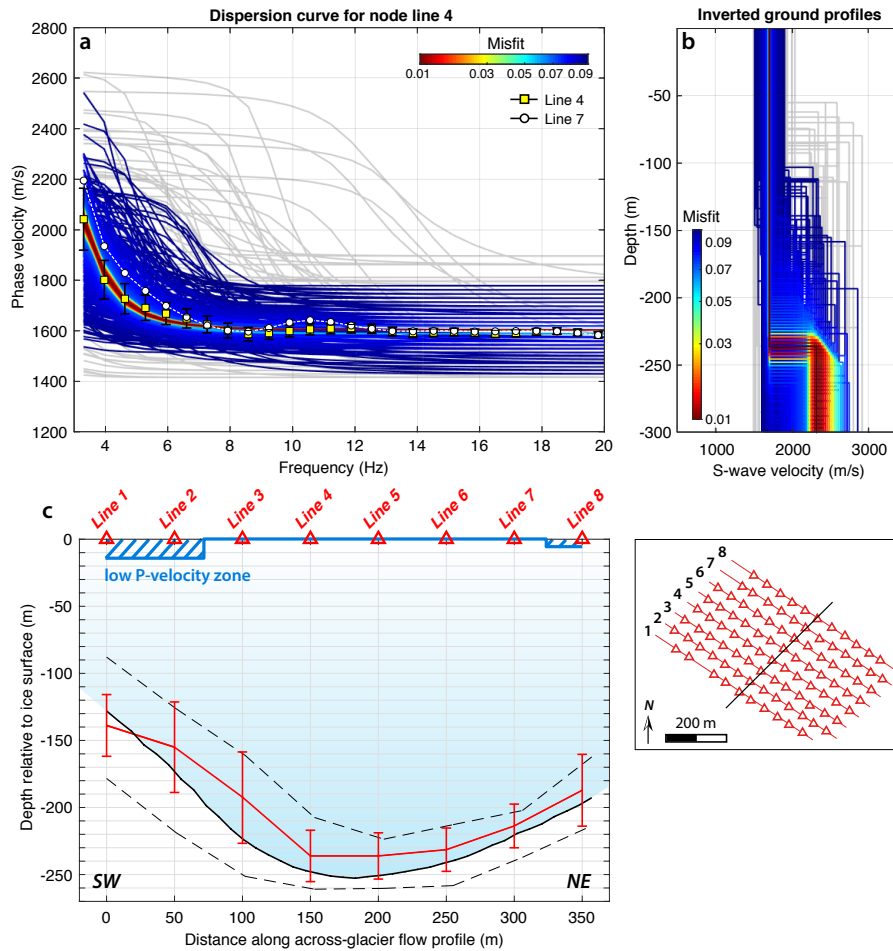 Dispersion curve for node line 4
a
Misfit
0.01 0.03 0.05 0.07 0.09
Line 4
Line 7
2800
2600
2400
2200
2000
1800
1600
1400
1200
Phase velocity (m/s)
4 6 8 10 12 14 16 18 20
Frequency (Hz)
Inverted ground profiles
b
-50
-100
-150
-200
-250
-300
Depth (m)
Misfit
0.09
0.07
0.05
0.03
0.01
1000 2000 3000
S-wave velocity (m/s)
c
Line 1 Line 2 Line 3 Line 4 Line 5 Line 6 Line 7 Line 8
low P-velocity zone
0
-50
-100
-150
-200
-250
Depth relative to ice surface (m)
SW
NE
0 50 100 150 200 250 300 350
Distance along across-glacier flow profile (m)
8
7
6
5
4
3
2
1
N
200 m